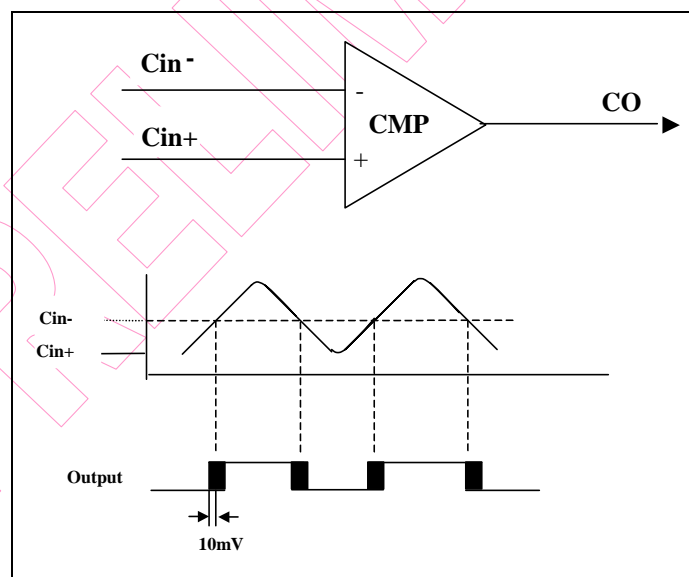 Cin-
CO
-
CMP
Cin+
+
Cin-
Cin+
Output
10mV